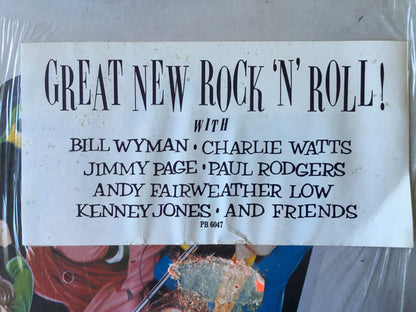 GREAT NEW ROCK 'N' ROLL!
WITH
BILL WYMAN • CHARLIE WATTS
JIMMY PAGE • PAUL RODGERS
ANDY FAIRWEATHER LOW
KENNEY JONES • AND FRIENDS
PB 6047